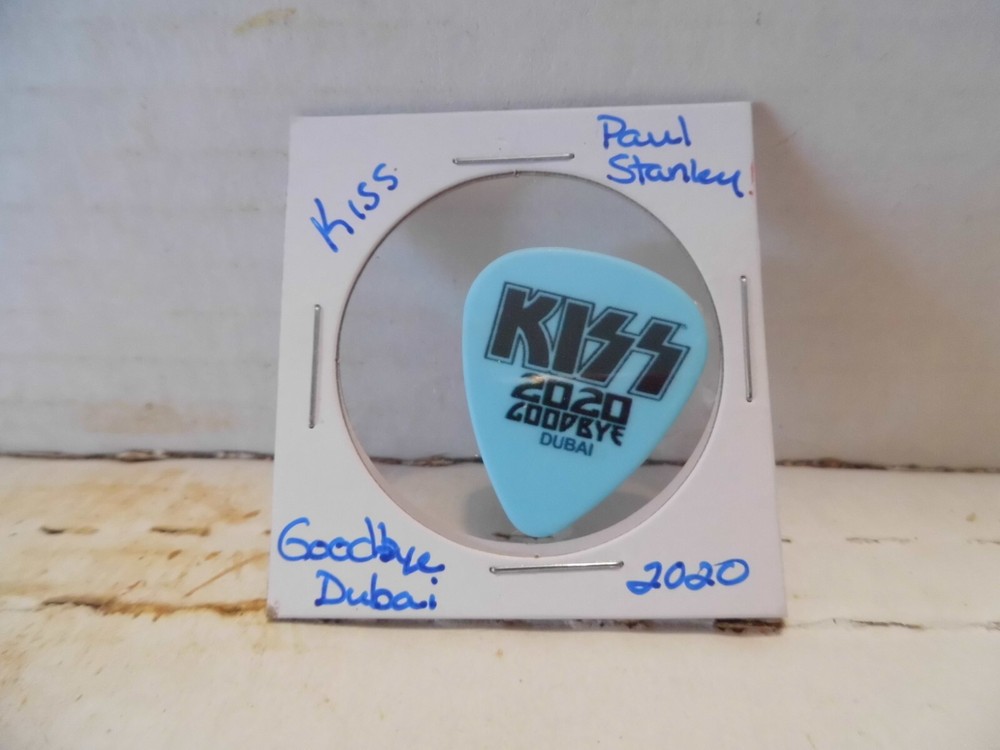 Kiss
Paul
Stanley
KISS
2020
GOODBYE
DUBAI
Goodbye
Dubai
2020